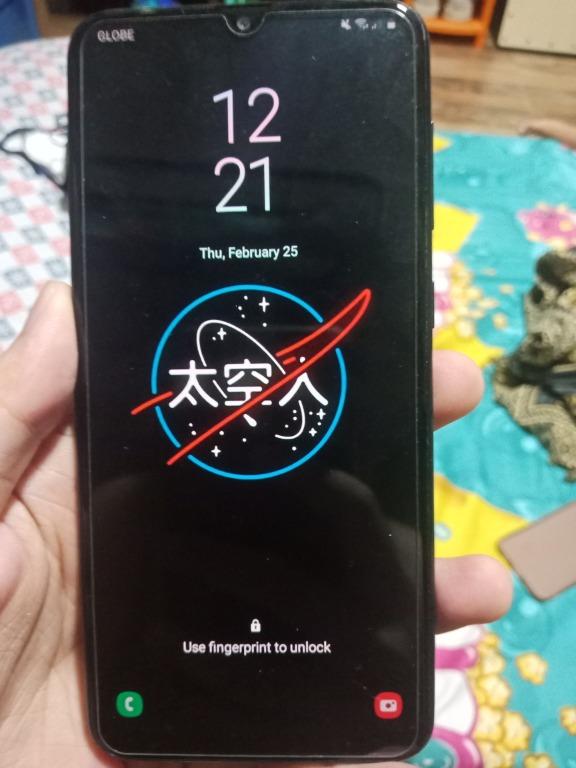 GLOBE
12
21
Thu, February 25
太空人
Use fingerprint to unlock